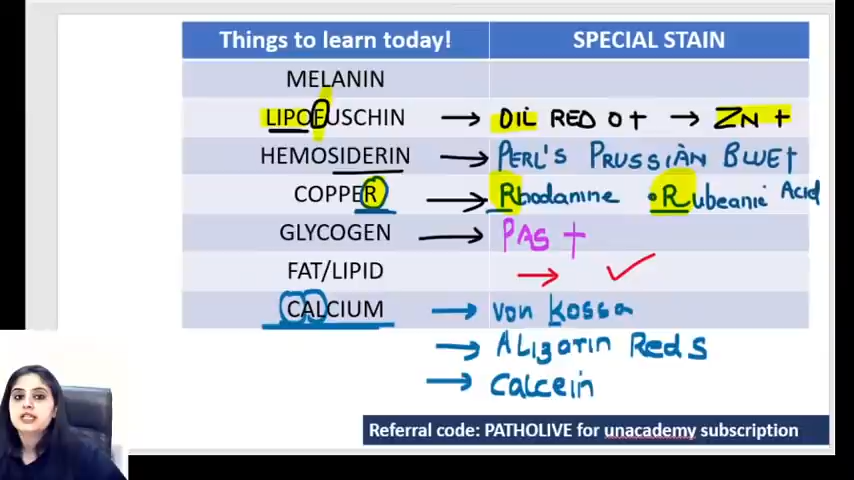 Things to learn today! SPECIAL STAIN
MELANIN
LIPOFUSCHIN → OIL RED O+ → ZN +
HEMOSIDERIN → PERL'S PRUSSIAN BLUE+
COPPER → Rhodanine • Rubeanic Acid
GLYCOGEN → PAS +
FAT/LIPID → ✓
CALCIUM → von Kossa
→ Alizarin Red S
→ Calcein
Referral code: PATHOLIVE for unacademy subscription